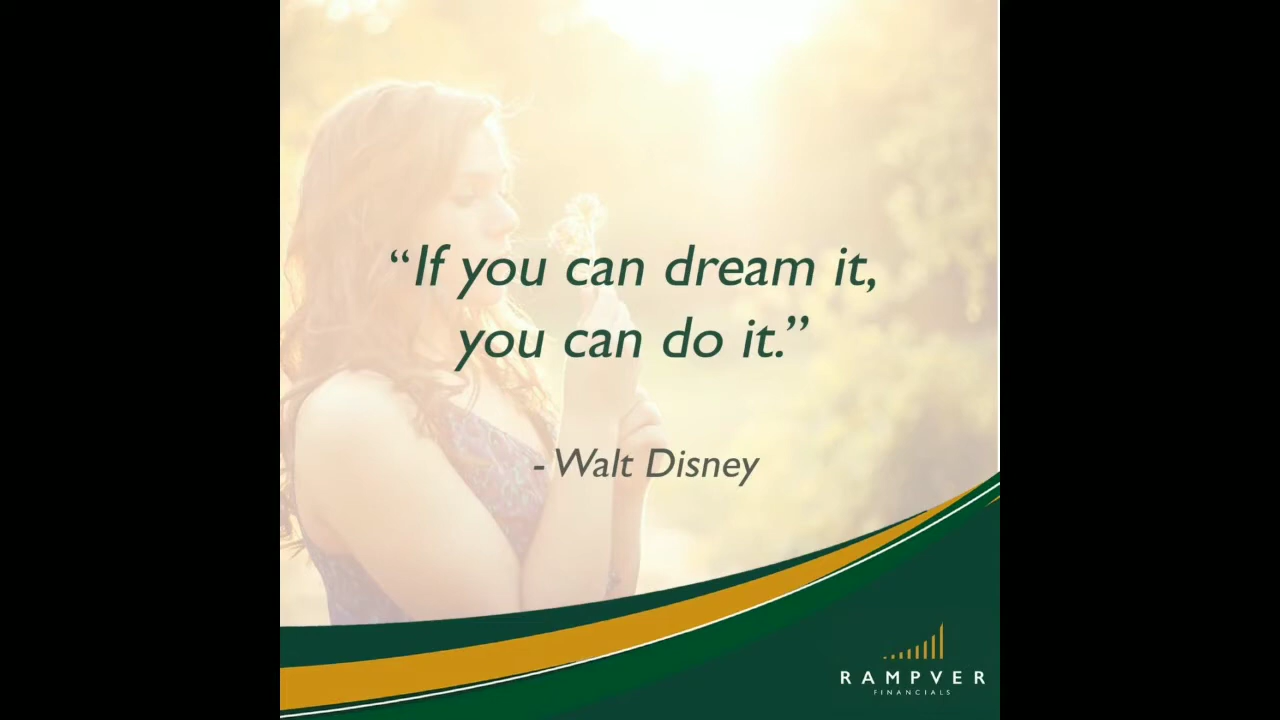 “If you can dream it,
you can do it.”
- Walt Disney
RAMPVER
FINANCIALS